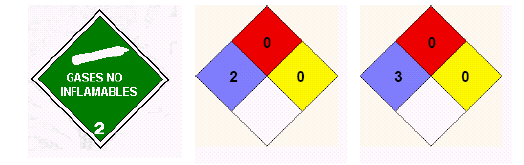 GASES NO
INFLAMABLES
2
0
2 0
0
3 0